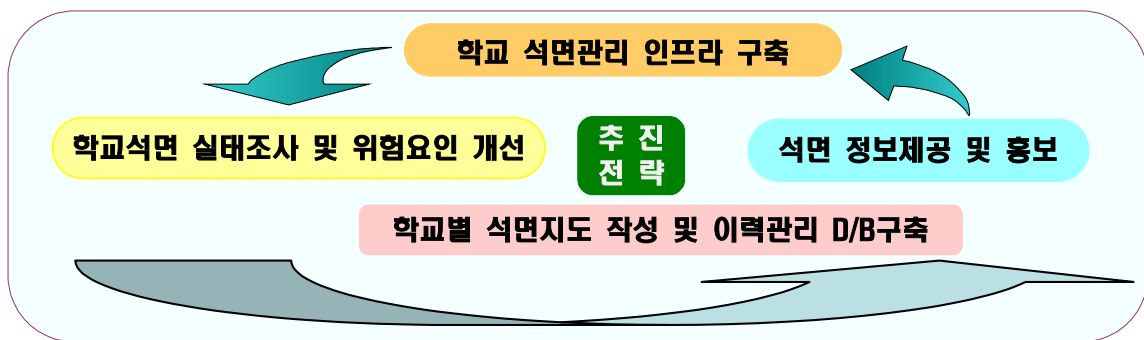 학교 석면관리 인프라 구축
학교석면 실태조사 및 위험요인 개선
추 진
전 략
석면 정보제공 및 홍보
학교별 석면지도 작성 및 이력관리 D/B구축